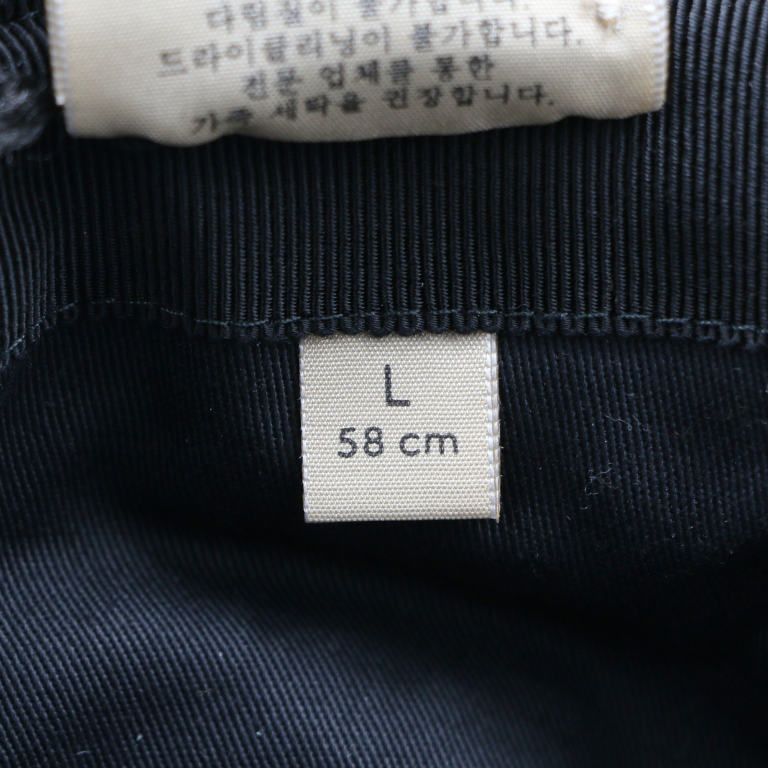 다림질이 불가합니다.
드라이클리닝이 불가합니다.
전문 업체를 통한
가죽 세탁을 권장합니다.
L
58 cm